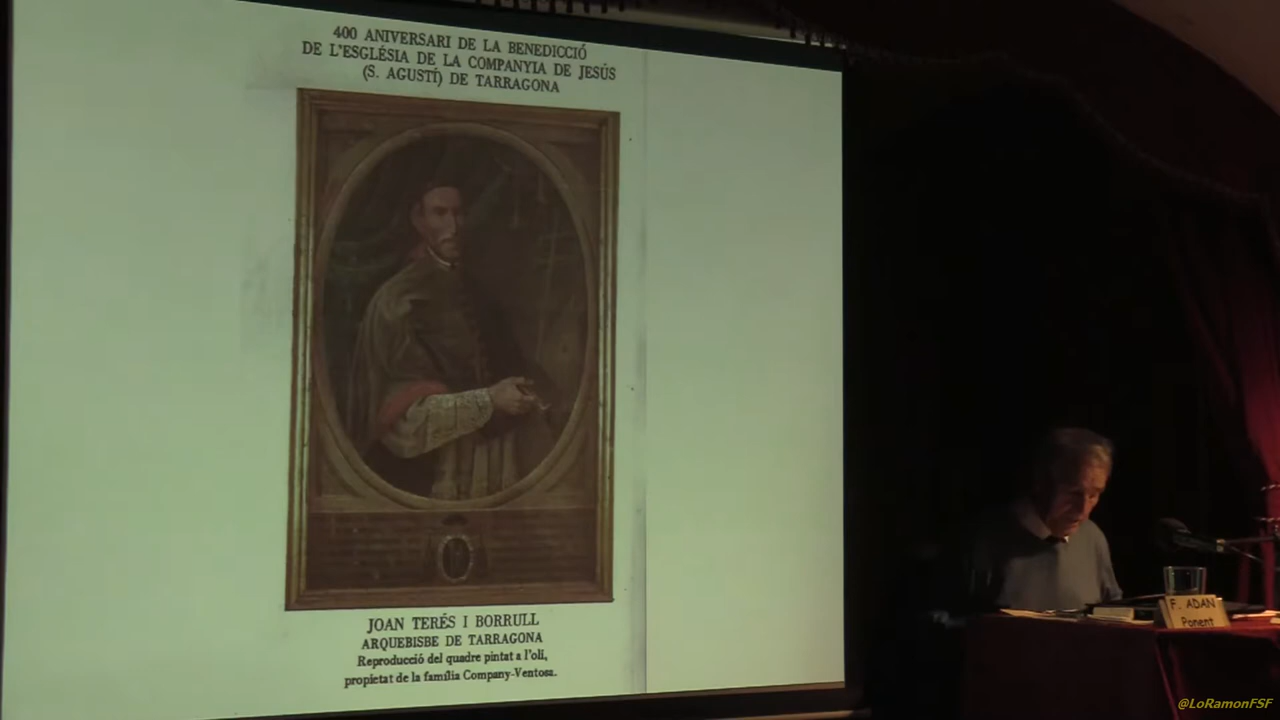 400 ANIVERSARI DE LA BENEDICCIÓ
DE L'ESGLÉSIA DE LA COMPANYIA DE JESÚS
(S. AGUSTÍ) DE TARRAGONA
JOAN TERÉS I BORRULL
ARQUEBISBE DE TARRAGONA
Reproducció del quadre pintat a l'oli,
propietat de la família Company-Ventosa.
F. ADAN
Ponent
@LoRamonFSF